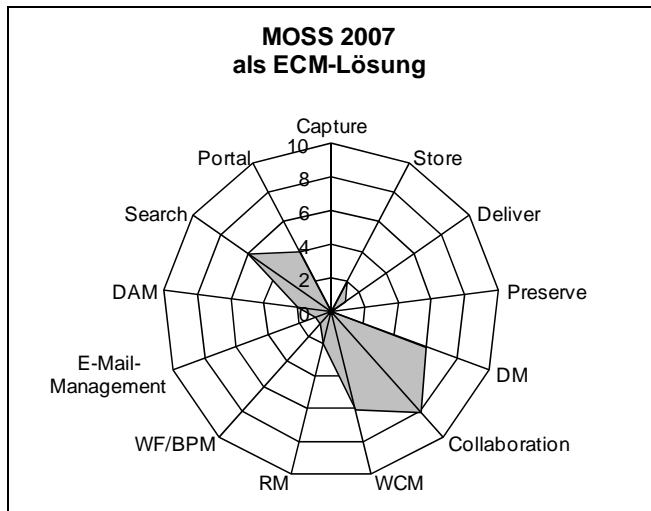 MOSS 2007
als ECM-Lösung
Capture
10
Portal
Store
8
Search
6
Deliver
4
DAM
2
Preserve
0
E-Mail-
Management
DM
WF/BPM
Collaboration
RM
WCM